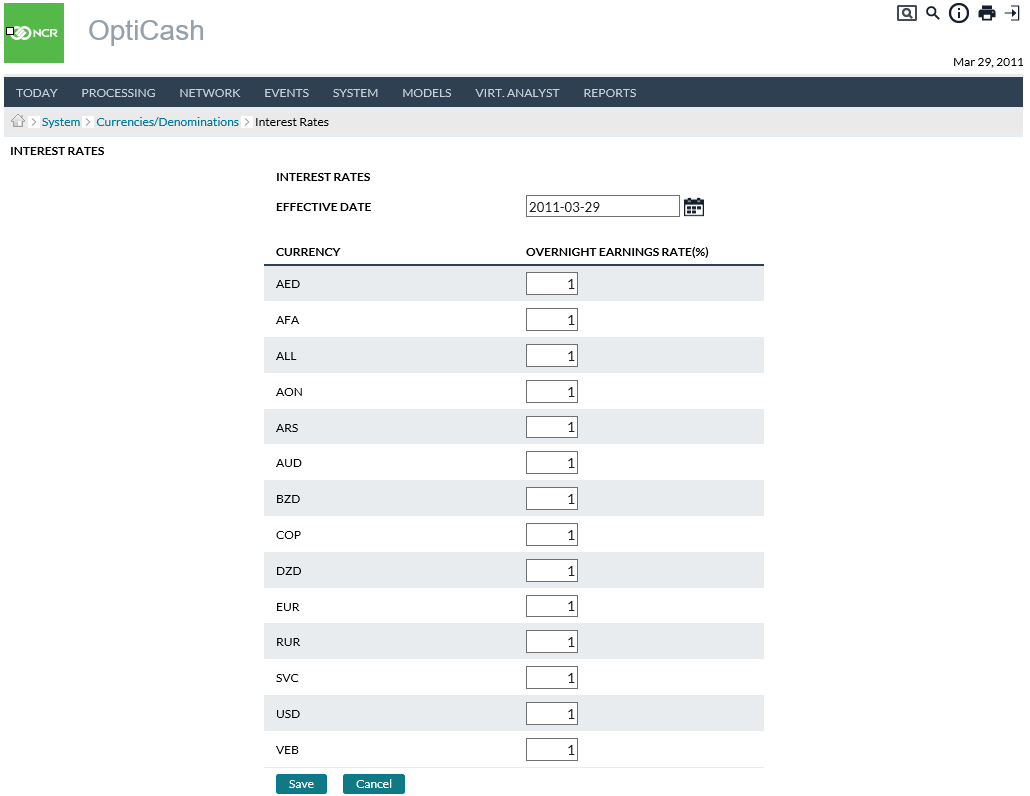 NCR
OptiCash
Mar 29, 2011
TODAY PROCESSING NETWORK EVENTS SYSTEM MODELS VIRT. ANALYST REPORTS
> System > Currencies/Denominations > Interest Rates
INTEREST RATES
INTEREST RATES
EFFECTIVE DATE 2011-03-29
CURRENCY OVERNIGHT EARNINGS RATE(%)
AED 1
AFA 1
ALL 1
AON 1
ARS 1
AUD 1
BZD 1
COP 1
DZD 1
EUR 1
RUR 1
SVC 1
USD 1
VEB 1
Save Cancel